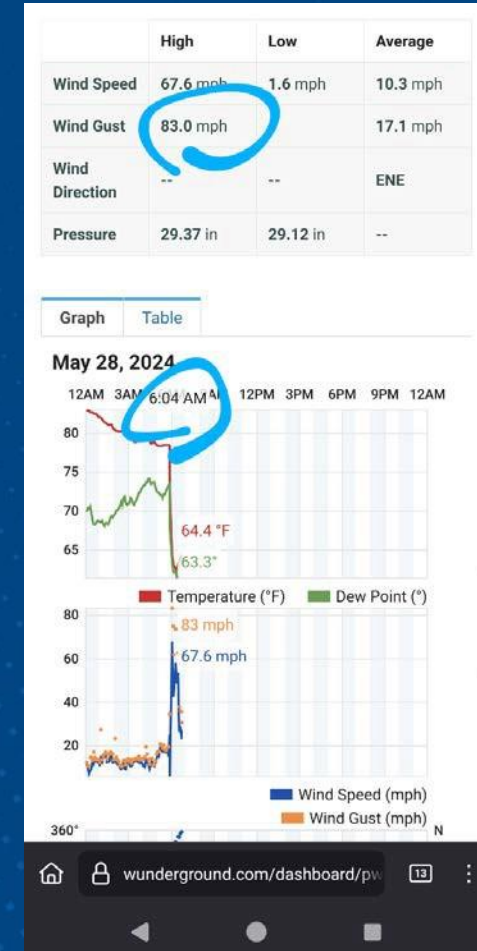 High Low Average
Wind Speed 67.6 mph 1.6 mph 10.3 mph
Wind Gust 83.0 mph 17.1 mph
Wind
Direction -- -- ENE
Pressure 29.37 in 29.12 in --
Graph Table
May 28, 2024
12AM 3AM 6:04 AM 12PM 3PM 6PM 9PM 12AM
80
75
70
65
64.4 °F
63.3°
Temperature (°F) Dew Point (°)
80
60
40
20
83 mph
67.6 mph
Wind Speed (mph)
Wind Gust (mph)
360° N
wunderground.com/dashboard/pw 13